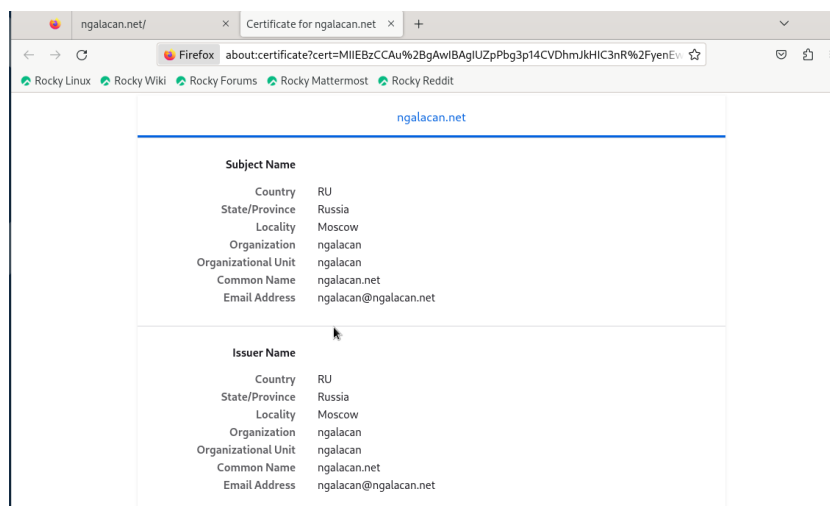 ngalacan.net/
Certificate for ngalacan.net
Firefox about:certificate?cert=MIIEBzCCAu%2BgAwIBAgIUZpPbg3p14CVDhmJkHIC3nR%2FyenEw
Rocky Linux Rocky Wiki Rocky Forums Rocky Mattermost Rocky Reddit
ngalacan.net
Subject Name
Country RU
State/Province Russia
Locality Moscow
Organization ngalacan
Organizational Unit ngalacan
Common Name ngalacan.net
Email Address ngalacan@ngalacan.net
Issuer Name
Country RU
State/Province Russia
Locality Moscow
Organization ngalacan
Organizational Unit ngalacan
Common Name ngalacan.net
Email Address ngalacan@ngalacan.net